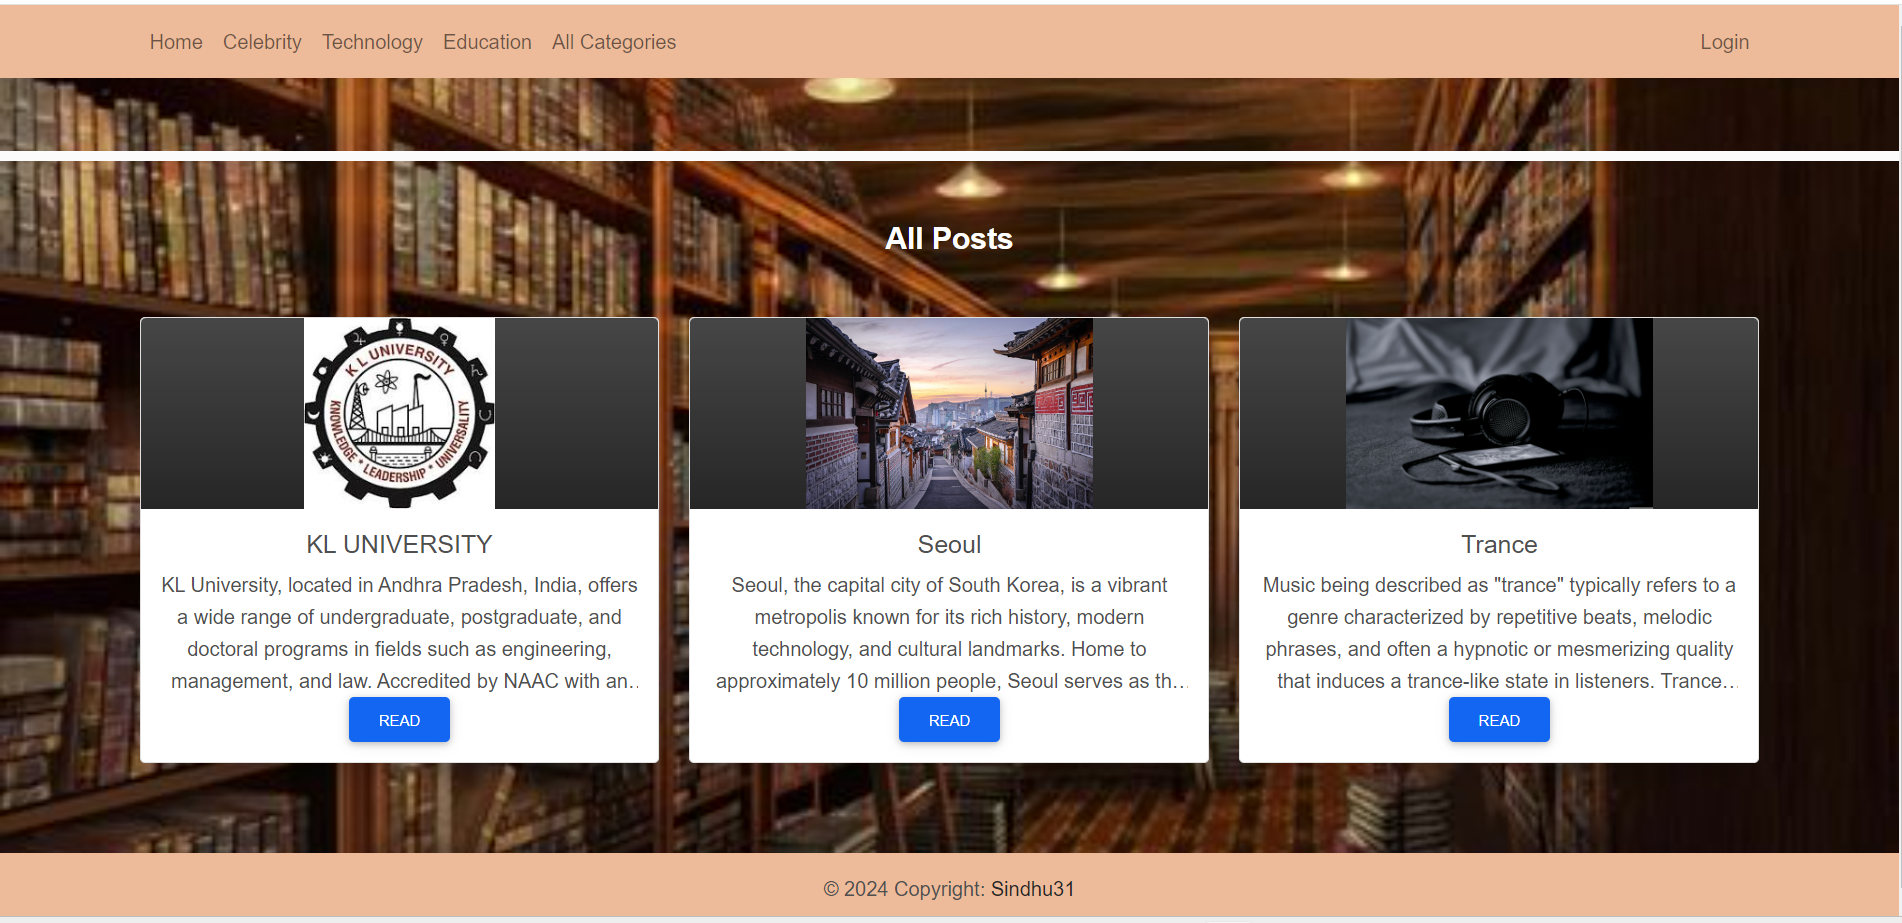 Home Celebrity Technology Education All Categories Login
All Posts
KL UNIVERSITY
KNOWLEDGE * LEADERSHIP * UNIVERSALITY
KL UNIVERSITY
KL University, located in Andhra Pradesh, India, offers
a wide range of undergraduate, postgraduate, and
doctoral programs in fields such as engineering,
management, and law. Accredited by NAAC with an..
READ
Seoul
Seoul, the capital city of South Korea, is a vibrant
metropolis known for its rich history, modern
technology, and cultural landmarks. Home to
approximately 10 million people, Seoul serves as th...
READ
Trance
Music being described as "trance" typically refers to a
genre characterized by repetitive beats, melodic
phrases, and often a hypnotic or mesmerizing quality
that induces a trance-like state in listeners. Trance...
READ
© 2024 Copyright: Sindhu31